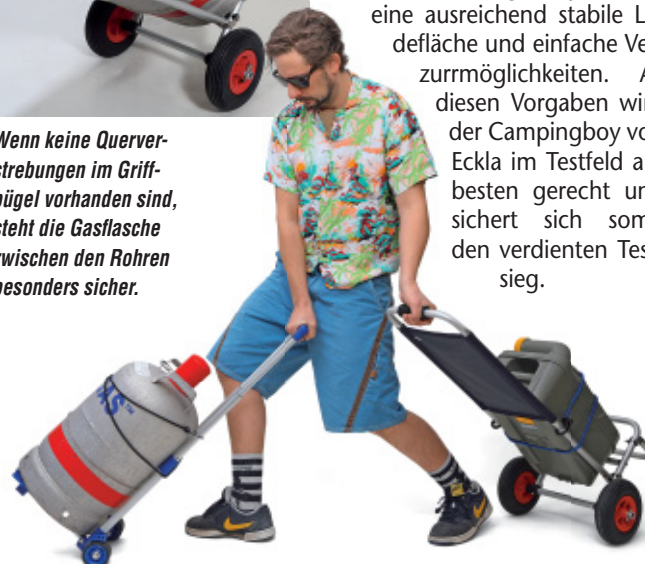 Wenn keine Querver-
strebungen im Griff-
bügel vorhanden sind,
steht die Gasflasche
zwischen den Rohren
besonders sicher.
eine ausreichend stabile L
defläche und einfache Ve
zurrmöglichkeiten. A
diesen Vorgaben wir
der Campingboy vo
Eckla im Testfeld a
besten gerecht un
sichert sich som
den verdienten Tes
sieg.